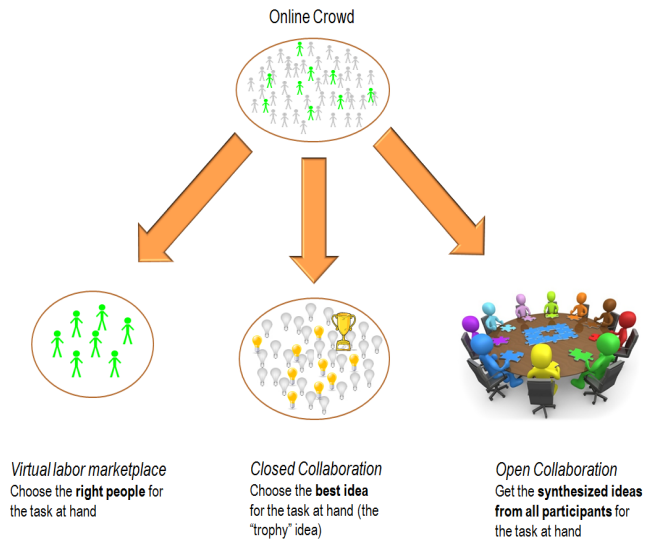 Online Crowd
Virtual labor marketplace
Choose the right people for
the task at hand
Closed Collaboration
Choose the best idea
for the task at hand (the
“trophy” idea)
Open Collaboration
Get the synthesized ideas
from all participants for
the task at hand